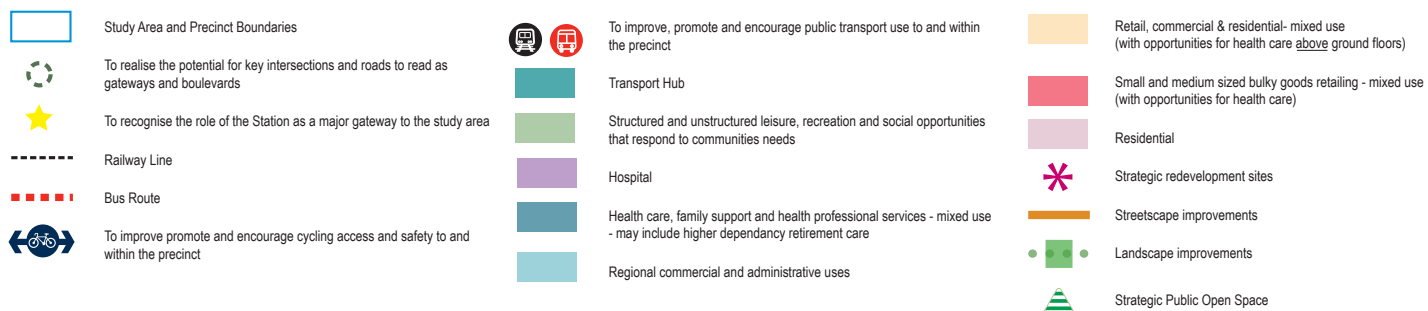 Study Area and Precinct Boundaries
To realise the potential for key intersections and roads to read as
gateways and boulevards
To recognise the role of the Station as a major gateway to the study area
Railway Line
Bus Route
To improve promote and encourage cycling access and safety to and
within the precinct
To improve, promote and encourage public transport use to and within
the precinct
Transport Hub
Structured and unstructured leisure, recreation and social opportunities
that respond to communities needs
Hospital
Health care, family support and health professional services - mixed use
- may include higher dependancy retirement care
Regional commercial and administrative uses
Retail, commercial & residential- mixed use
(with opportunities for health care above ground floors)
Small and medium sized bulky goods retailing - mixed use
(with opportunities for health care)
Residential
Strategic redevelopment sites
Streetscape improvements
Landscape improvements
Strategic Public Open Space